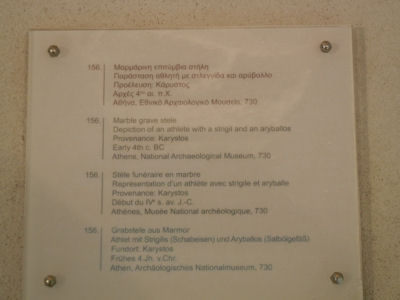 156. Μαρμάρινη επιτύμβια στήλη
Παράσταση αθλητή με στλεγγίδα και αρύβαλλο
Προέλευση: Κάρυστος
Αρχές 4ου αι. π.Χ.
Αθήνα, Εθνικό Αρχαιολογικό Μουσείο, 730
156. Marble grave stele
Depiction of an athlete with a strigil and an aryballos
Provenance: Karystos
Early 4th c. BC
Athens, National Archaeological Museum, 730
156. Stèle funéraire en marbre
Représentation d'un athlète avec strigile et aryballe
Provenance: Karystos
Début du IVe s. av. J.-C.
Athènes, Musée National archéologique, 730
156. Grabstele aus Marmor
Athlet mit Strigilis (Schabeisen) und Aryballos (Salbölgefäß)
Fundort: Karystos
Frühes 4.Jh. v.Chr.
Athen, Archäologisches Nationalmuseum, 730